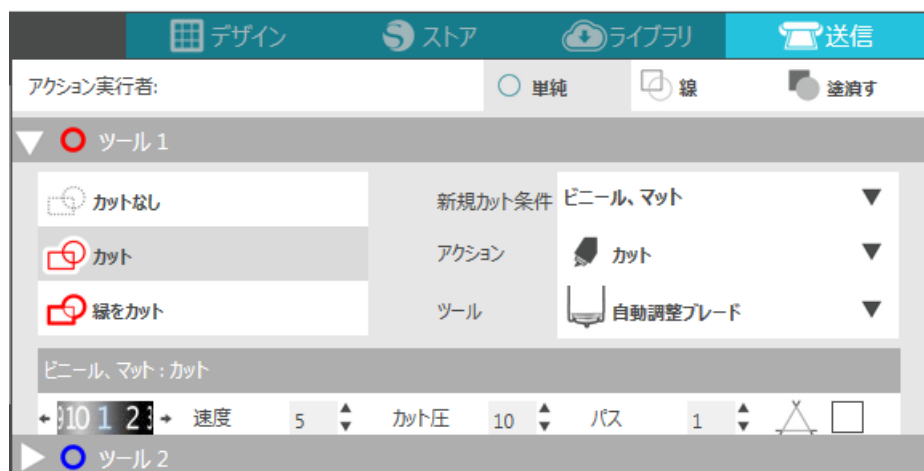 デザイン ストア ライブラリ 送信
アクション実行者: 単純 線 塗潰す
ツール 1
カットなし 新規カット条件 ビニール、マット
カット アクション カット
縁をカット ツール 自動調整ブレード
ビニール、マット : カット
10 1 2 速度 5 カット圧 10 パス 1
ツール 2